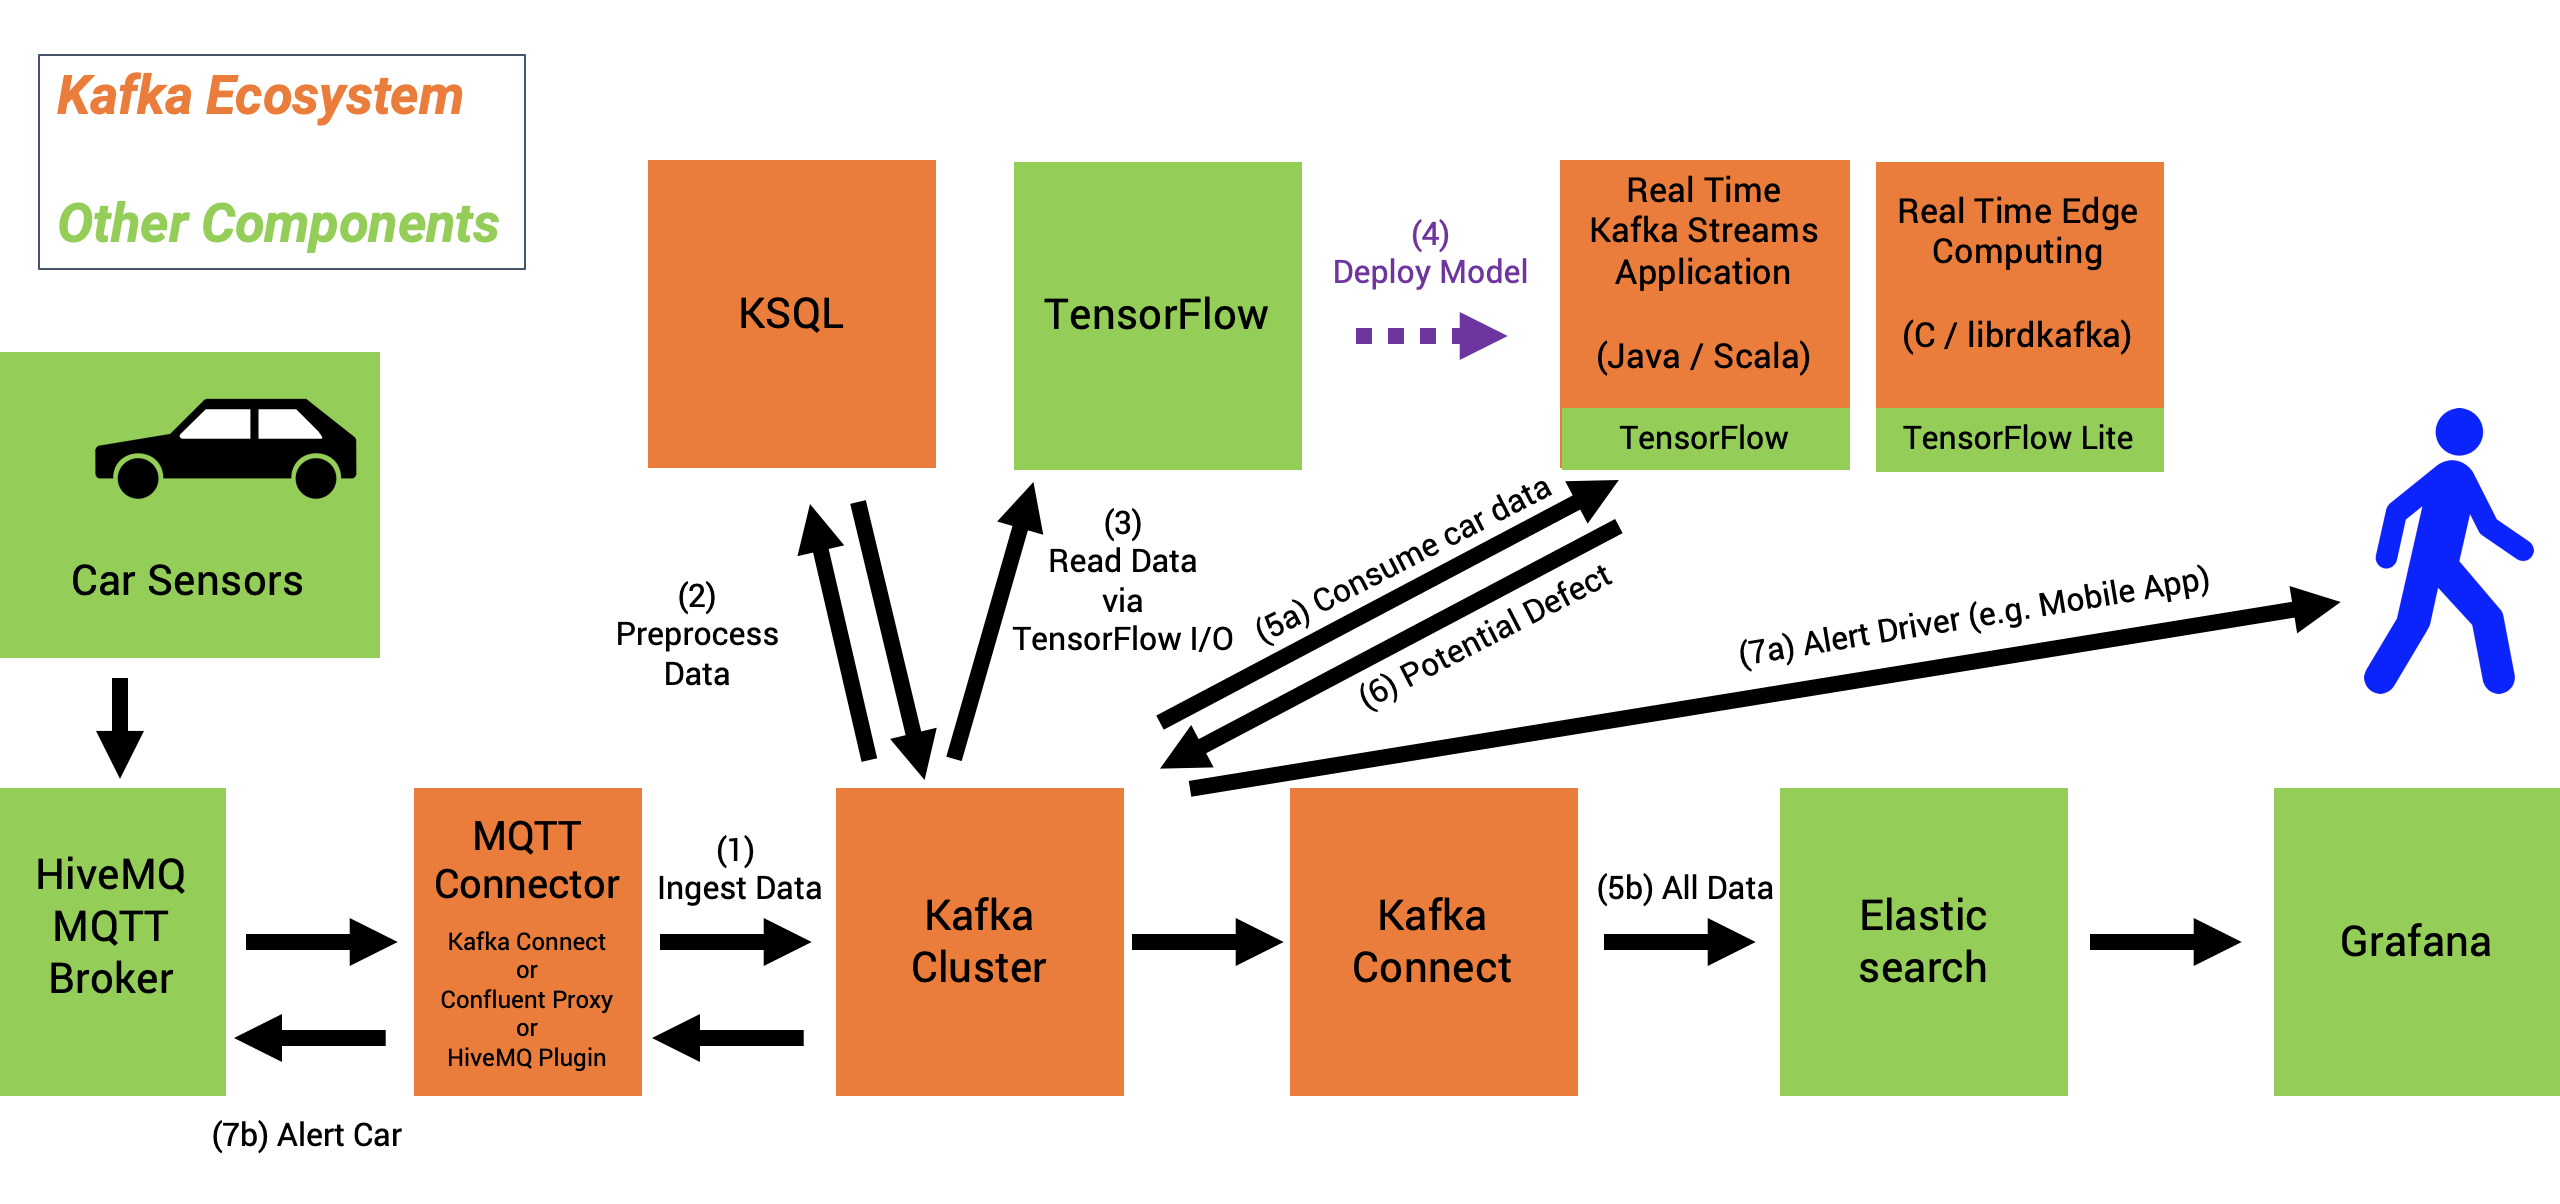 Kafka Ecosystem
Other Components
KSQL
TensorFlow
(4)
Deploy Model
Real Time
Kafka Streams
Application
(Java / Scala)
TensorFlow
Real Time Edge
Computing
(C / librdkafka)
TensorFlow Lite
Car Sensors
(2)
Preprocess
Data
(3)
Read Data
via
TensorFlow I/O
(5a) Consume car data
(6) Potential Defect
(7a) Alert Driver (e.g. Mobile App)
HiveMQ
MQTT
Broker
MQTT
Connector
Kafka Connect
or
Confluent Proxy
or
HiveMQ Plugin
(1)
Ingest Data
Kafka
Cluster
Kafka
Connect
(5b) All Data
Elastic
search
Grafana
(7b) Alert Car